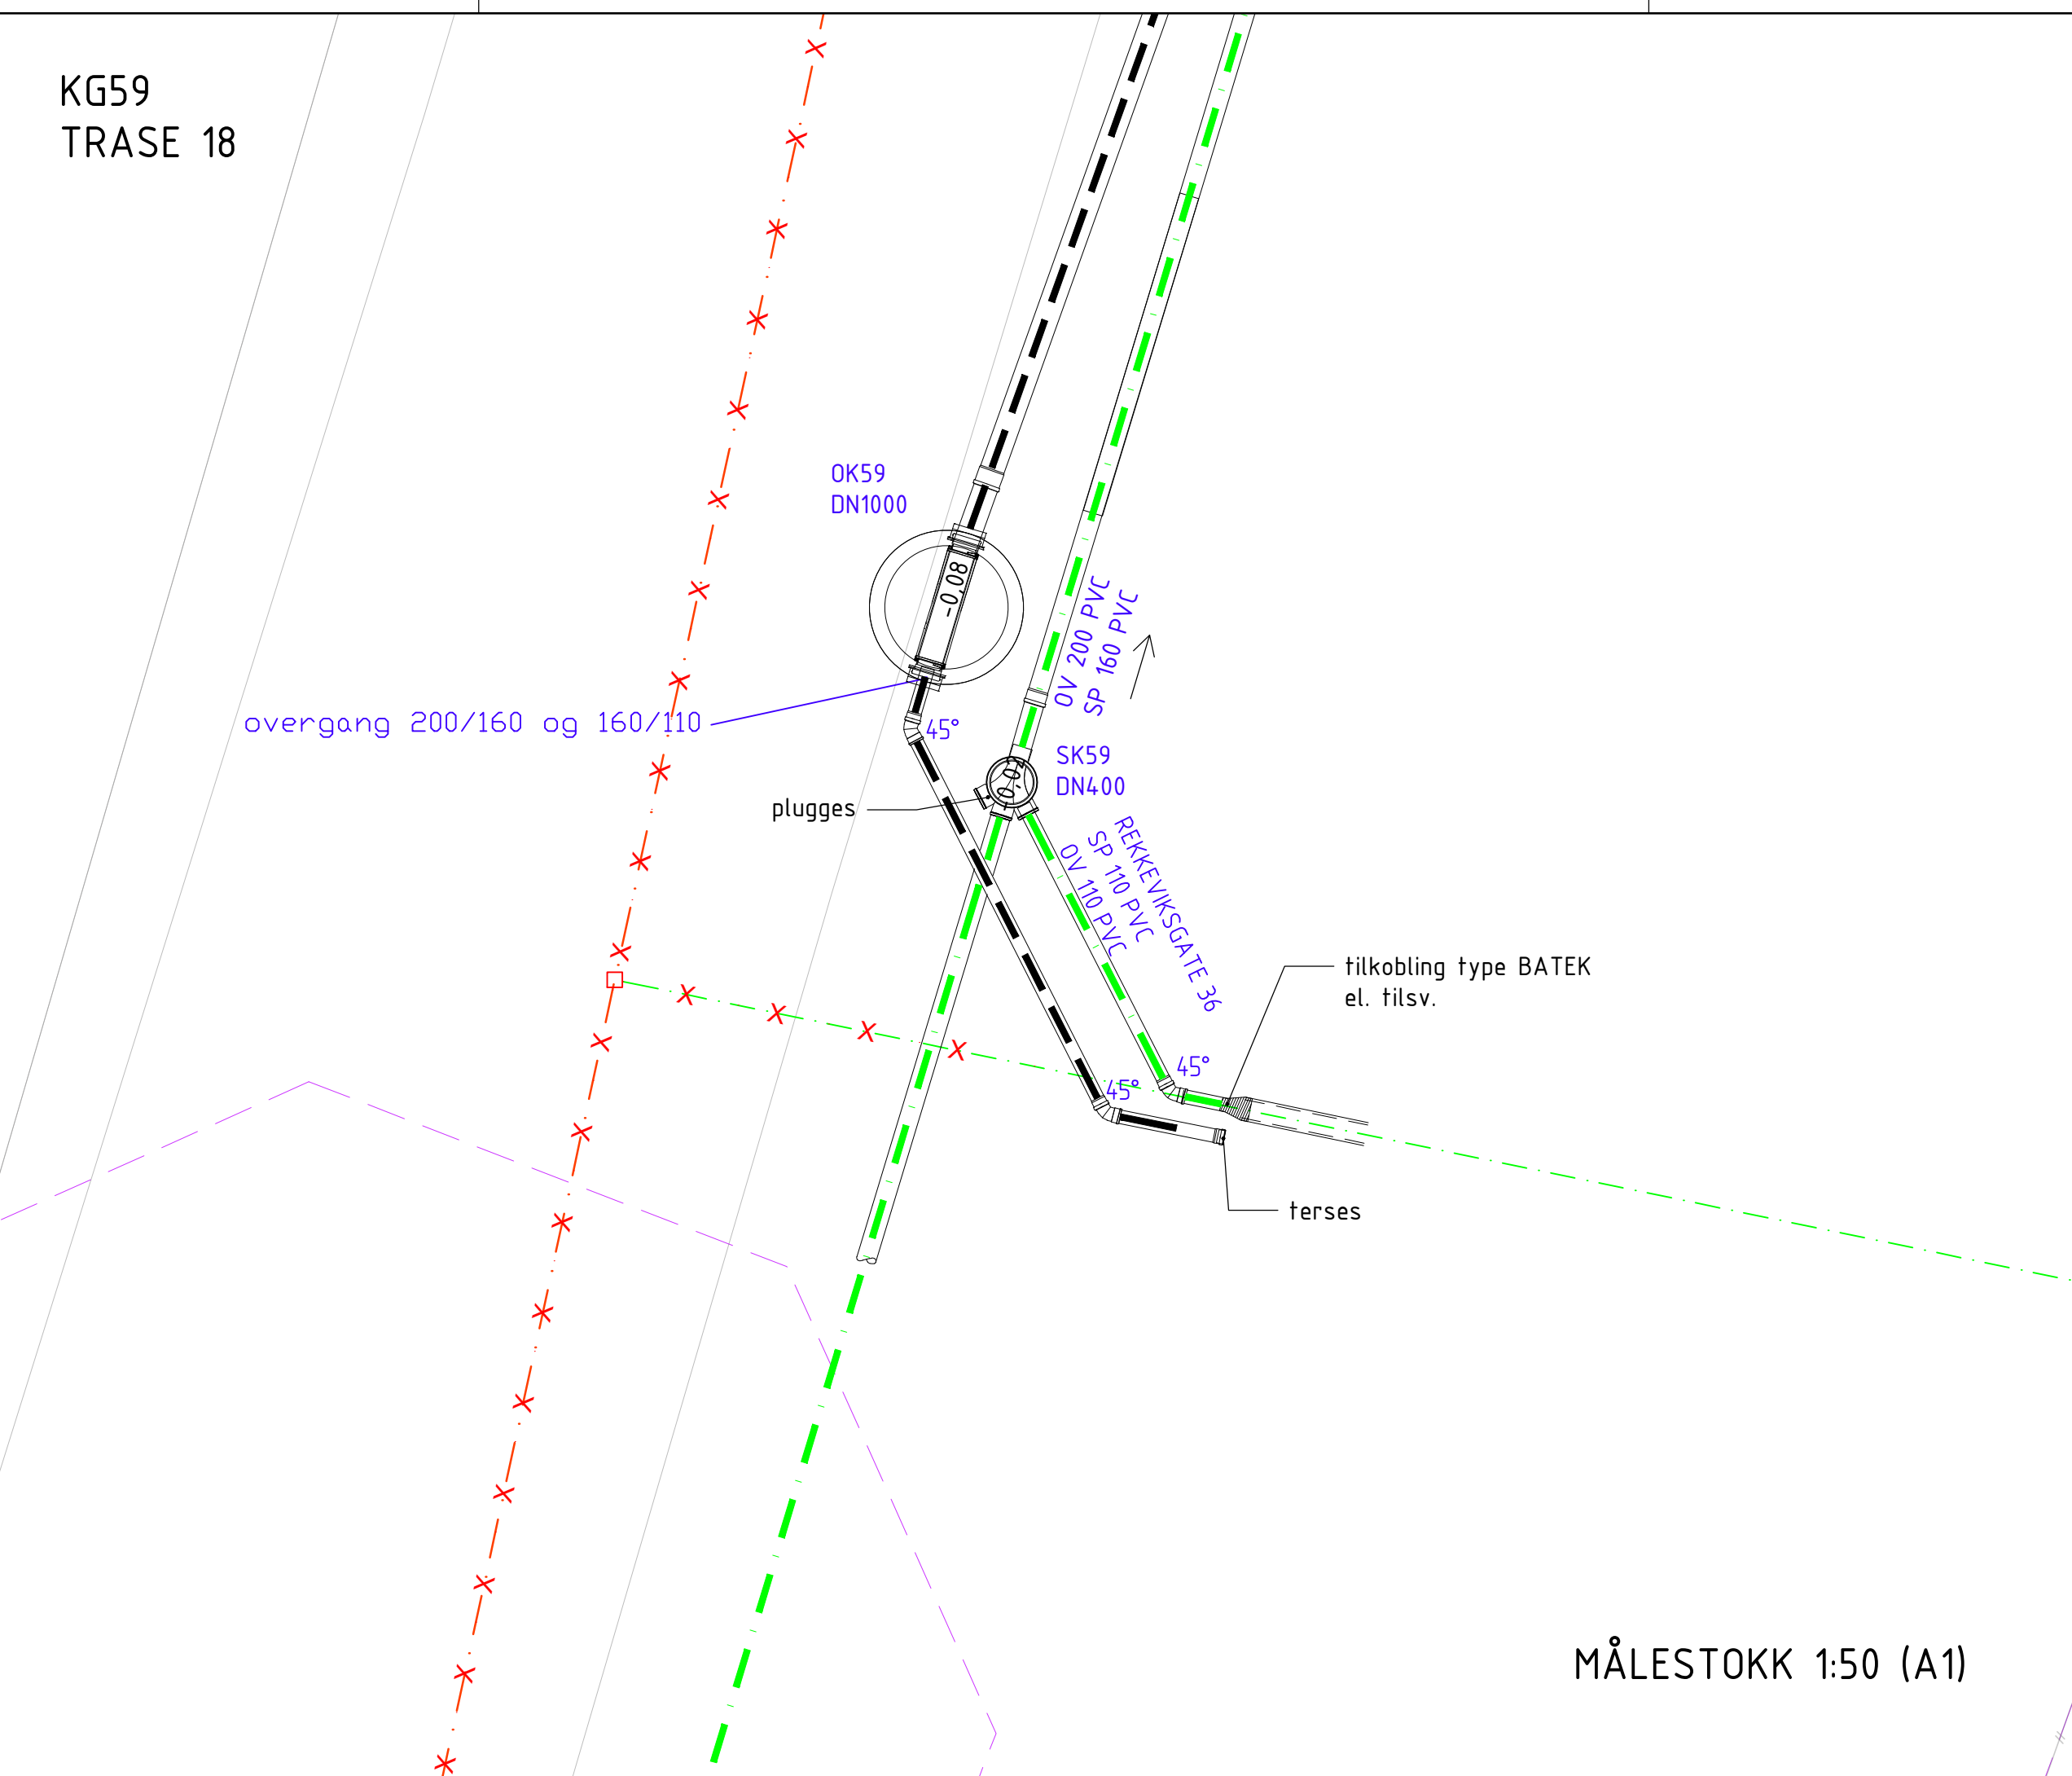 KG59
TRASE 18
OK59
DN1000
-0,08
OV 200 PVC
SP 160 PVC
overgang 200/160 og 160/110
45°
SK59
DN400
plugges
REKKEVIKSGATE 36
SP 110 PVC
OV 110 PVC
tilkobling type BATEK
el. tilsv.
45°
45°
terses
MÅLESTOKK 1:50 (A1)